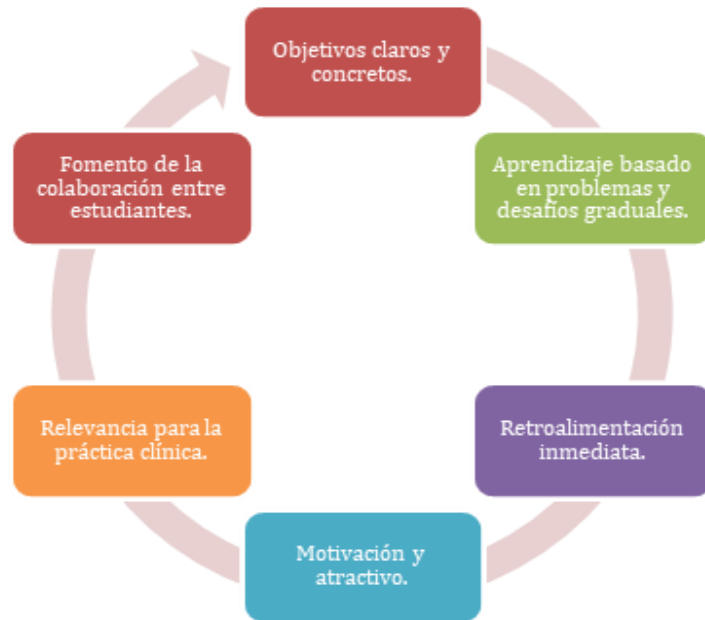 Objetivos claros y
concretos.
Aprendizaje basado
en problemas y
desafíos graduales.
Retroalimentación
inmediata.
Motivación y
atractivo.
Relevancia para la
práctica clínica.
Fomento de la
colaboración entre
estudiantes.